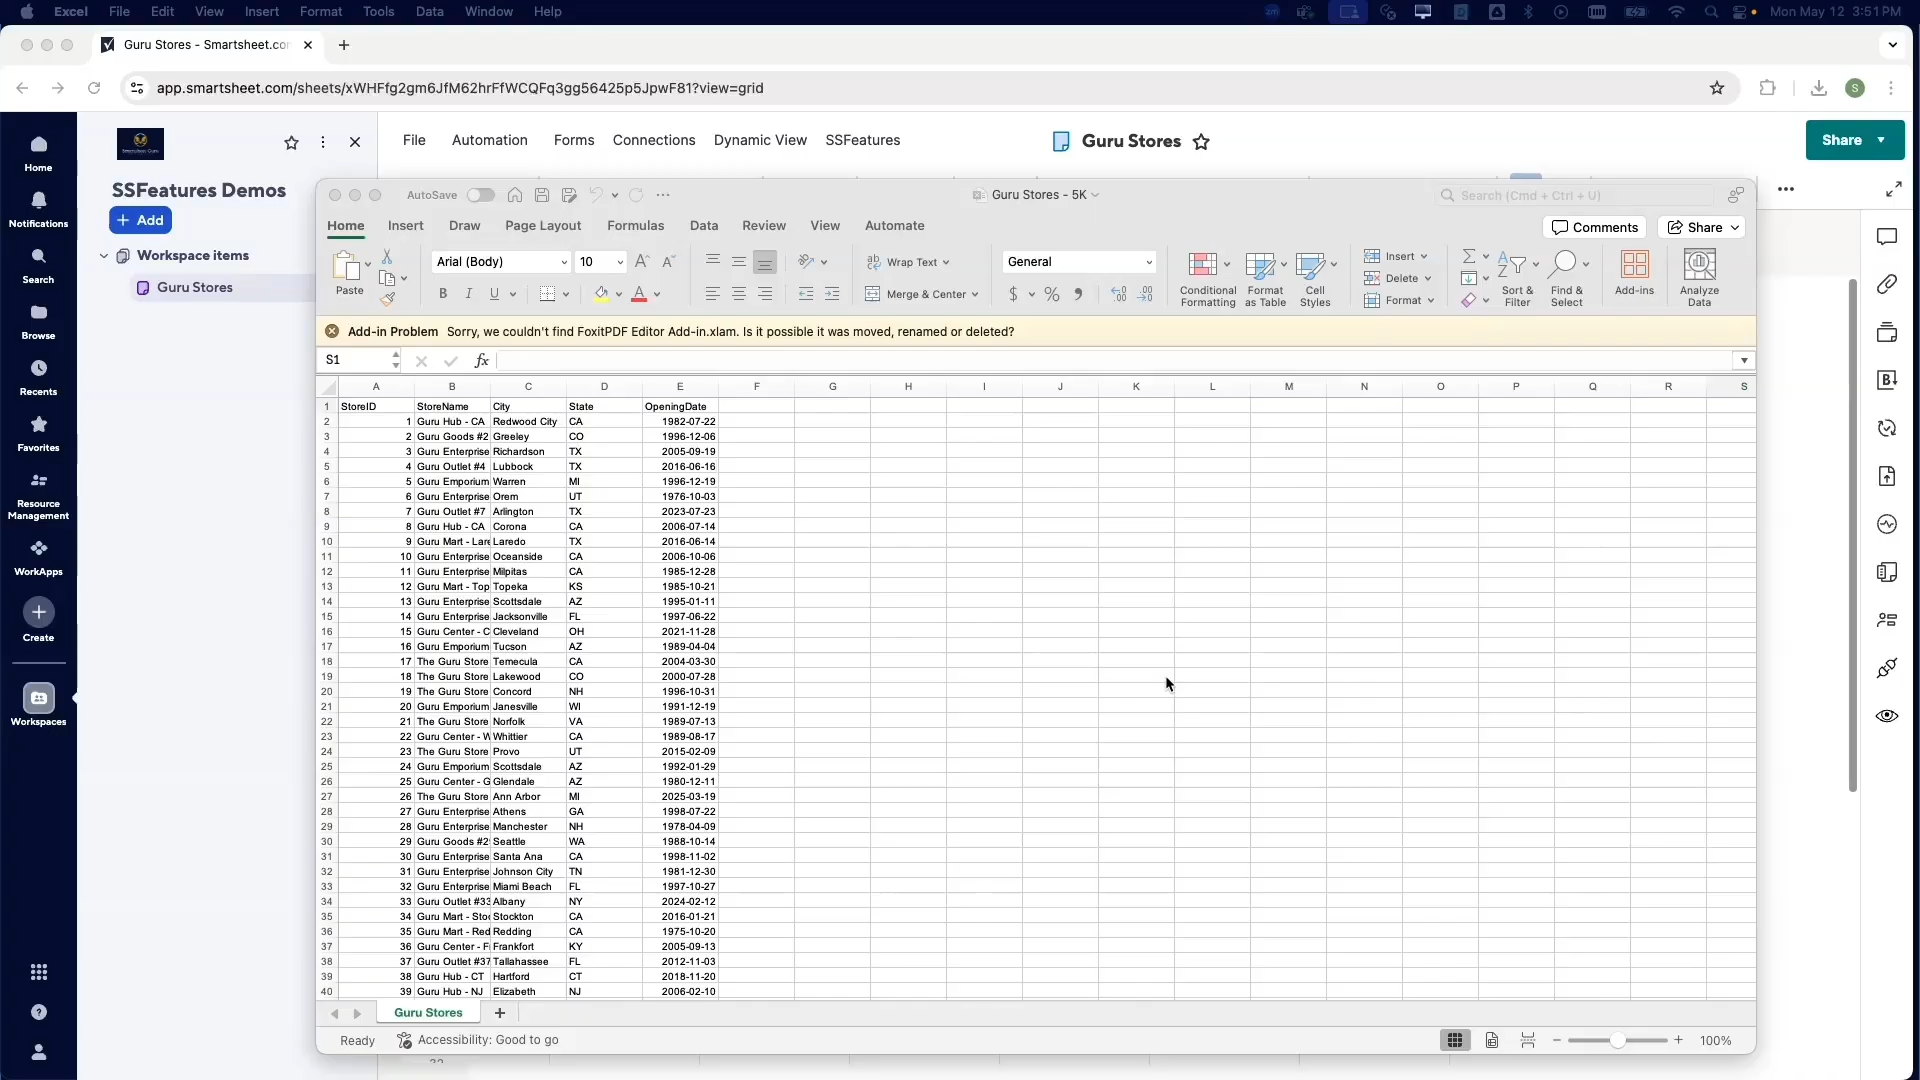 Excel File Edit View Insert Format Tools Data Window Help Mon May 12 3:51 PM
Guru Stores - Smartsheet.co
app.smartsheet.com/sheets/xWHFfg2gm6JfM62hrFfWCQFq3gg56425p5JpwF81?view=grid
S
Home
Notifications
Search
Browse
Recents
Favorites
Resource
Management
WorkApps
Create
Workspaces
SSFeatures Demos
Add
Workspace items
Guru Stores
File Automation Forms Connections Dynamic View SSFeatures
Guru Stores
Share
AutoSave
Guru Stores - 5K
Search (Cmd + Ctrl + U)
Home Insert Draw Page Layout Formulas Data Review View Automate
Comments Share
Paste
Arial (Body) 10
B I U
Wrap Text
Merge & Center
General
$ %
Conditional
Formatting
Format
as Table
Cell
Styles
Insert
Delete
Format
Sort &
Filter
Find &
Select
Add-ins
Analyze
Data
Add-in Problem Sorry, we couldn't find FoxitPDF Editor Add-in.xlam. Is it possible it was moved, renamed or deleted?
S1 fx
A B C D E F G H I J K L M N O P Q R S
1 StoreID StoreName City State OpeningDate
2 1 Guru Hub - CA Redwood City CA 1982-07-22
3 2 Guru Goods #2 Greeley CO 1996-12-06
4 3 Guru Enterprise Richardson TX 2005-09-19
5 4 Guru Outlet #4 Lubbock TX 2016-06-16
6 5 Guru Emporium Warren MI 1996-12-19
7 6 Guru Enterprise Orem UT 1976-10-03
8 7 Guru Outlet #7 Arlington TX 2023-07-23
9 8 Guru Hub - CA Corona CA 2006-07-14
10 9 Guru Mart - Lare Laredo TX 2016-06-14
11 10 Guru Enterprise Oceanside CA 2006-10-06
12 11 Guru Enterprise Milpitas CA 1985-12-28
13 12 Guru Mart - Top Topeka KS 1985-10-21
14 13 Guru Enterprise Scottsdale AZ 1995-01-11
15 14 Guru Enterprise Jacksonville FL 1997-06-22
16 15 Guru Center - C Cleveland OH 2021-11-28
17 16 Guru Emporium Tucson AZ 1989-04-04
18 17 The Guru Store Temecula CA 2004-03-30
19 18 The Guru Store Lakewood CO 2000-07-28
20 19 The Guru Store Concord NH 1996-10-31
21 20 Guru Emporium Janesville WI 1991-12-19
22 21 The Guru Store Norfolk VA 1989-07-13
23 22 Guru Center - W Whittier CA 1989-08-17
24 23 The Guru Store Provo UT 2015-02-09
25 24 Guru Emporium Scottsdale AZ 1992-01-29
26 25 Guru Center - G Glendale AZ 1980-12-11
27 26 The Guru Store Ann Arbor MI 2025-03-19
28 27 Guru Enterprise Athens GA 1998-07-22
29 28 Guru Enterprise Manchester NH 1978-04-09
30 29 Guru Goods #2 Seattle WA 1988-10-14
31 30 Guru Enterprise Santa Ana CA 1998-11-02
32 31 Guru Enterprise Johnson City TN 1981-12-30
33 32 Guru Enterprise Miami Beach FL 1997-10-27
34 33 Guru Outlet #33 Albany NY 2024-02-12
35 34 Guru Mart - Stoc Stockton CA 2016-01-21
36 35 Guru Mart - Red Redding CA 1975-10-20
37 36 Guru Center - F Frankfort KY 2005-09-13
38 37 Guru Outlet #37 Tallahassee FL 2012-11-03
39 38 Guru Hub - CT Hartford CT 2018-11-20
40 39 Guru Hub - NJ Elizabeth NJ 2006-02-10
Guru Stores
Ready Accessibility: Good to go 100%